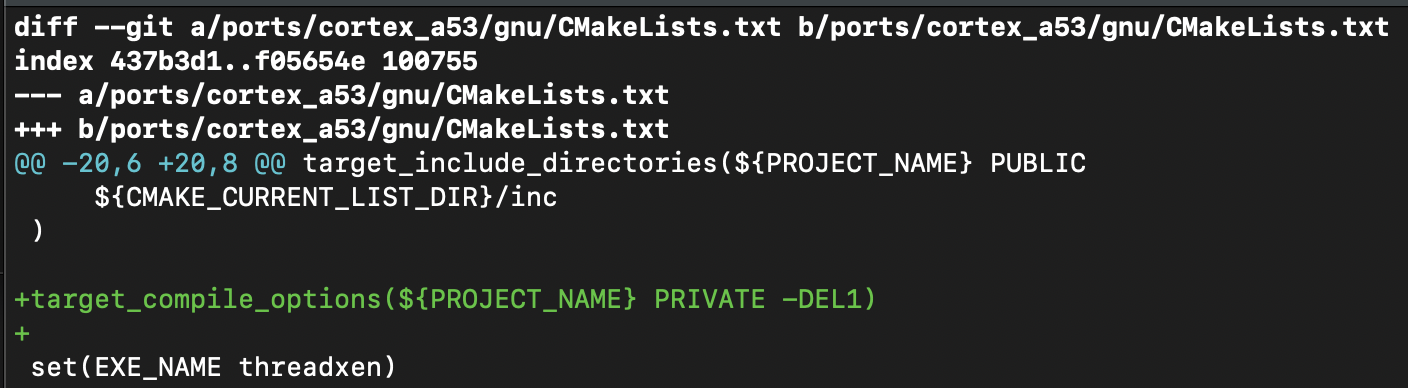 diff --git a/ports/cortex_a53/gnu/CMakeLists.txt b/ports/cortex_a53/gnu/CMakeLists.txt
index 437b3d1..f05654e 100755
--- a/ports/cortex_a53/gnu/CMakeLists.txt
+++ b/ports/cortex_a53/gnu/CMakeLists.txt
@@ -20,6 +20,8 @@ target_include_directories(${PROJECT_NAME} PUBLIC
     ${CMAKE_CURRENT_LIST_DIR}/inc
 )
+target_compile_options(${PROJECT_NAME} PRIVATE -DEL1)
+
 set(EXE_NAME threadxen)